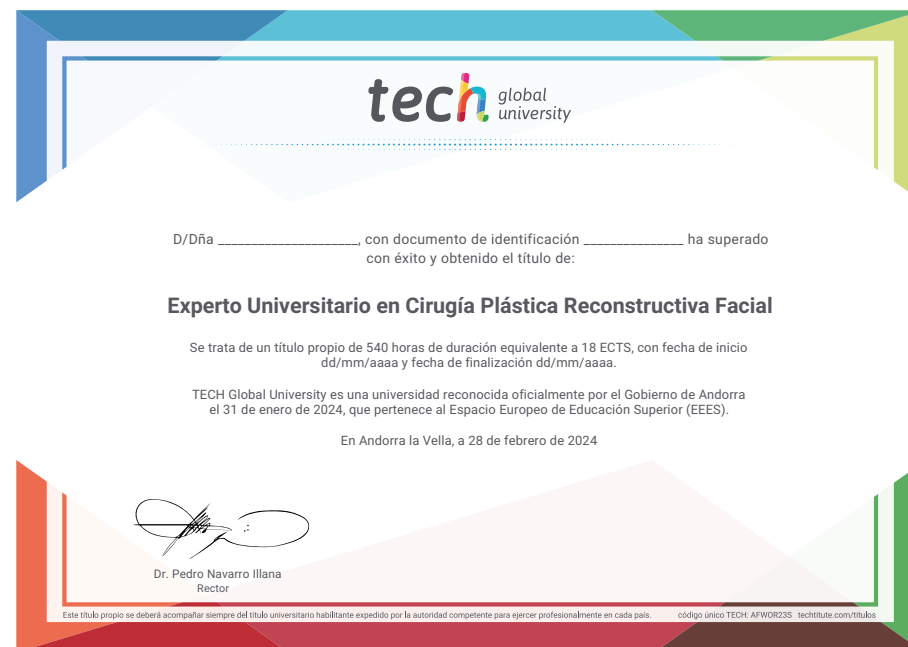 tech global university
D/Dña _____________________, con documento de identificación _______________ ha superado
con éxito y obtenido el título de:
Experto Universitario en Cirugía Plástica Reconstructiva Facial
Se trata de un título propio de 540 horas de duración equivalente a 18 ECTS, con fecha de inicio
dd/mm/aaaa y fecha de finalización dd/mm/aaaa.
TECH Global University es una universidad reconocida oficialmente por el Gobierno de Andorra
el 31 de enero de 2024, que pertenece al Espacio Europeo de Educación Superior (EEES).
En Andorra la Vella, a 28 de febrero de 2024
Dr. Pedro Navarro Illana
Rector
Este título propio se deberá acompañar siempre del título universitario habilitante expedido por la autoridad competente para ejercer profesionalmente en cada país. código único TECH: AFWOR23S techtitute.com/titulos